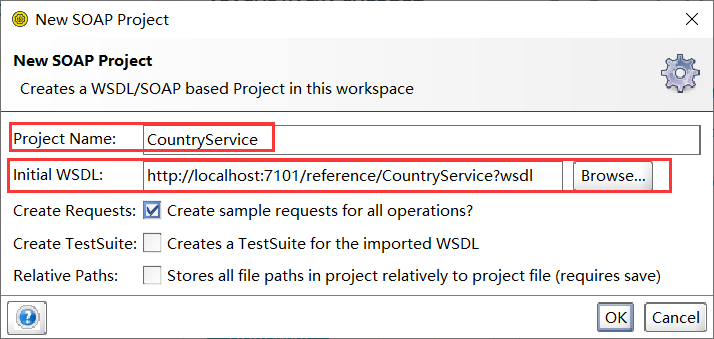 New SOAP Project
New SOAP Project
Creates a WSDL/SOAP based Project in this workspace
Project Name: CountryService
Initial WSDL: http://localhost:7101/reference/CountryService?wsdl Browse...
Create Requests: Create sample requests for all operations?
Create TestSuite: Creates a TestSuite for the imported WSDL
Relative Paths: Stores all file paths in project relatively to project file (requires save)
? OK Cancel